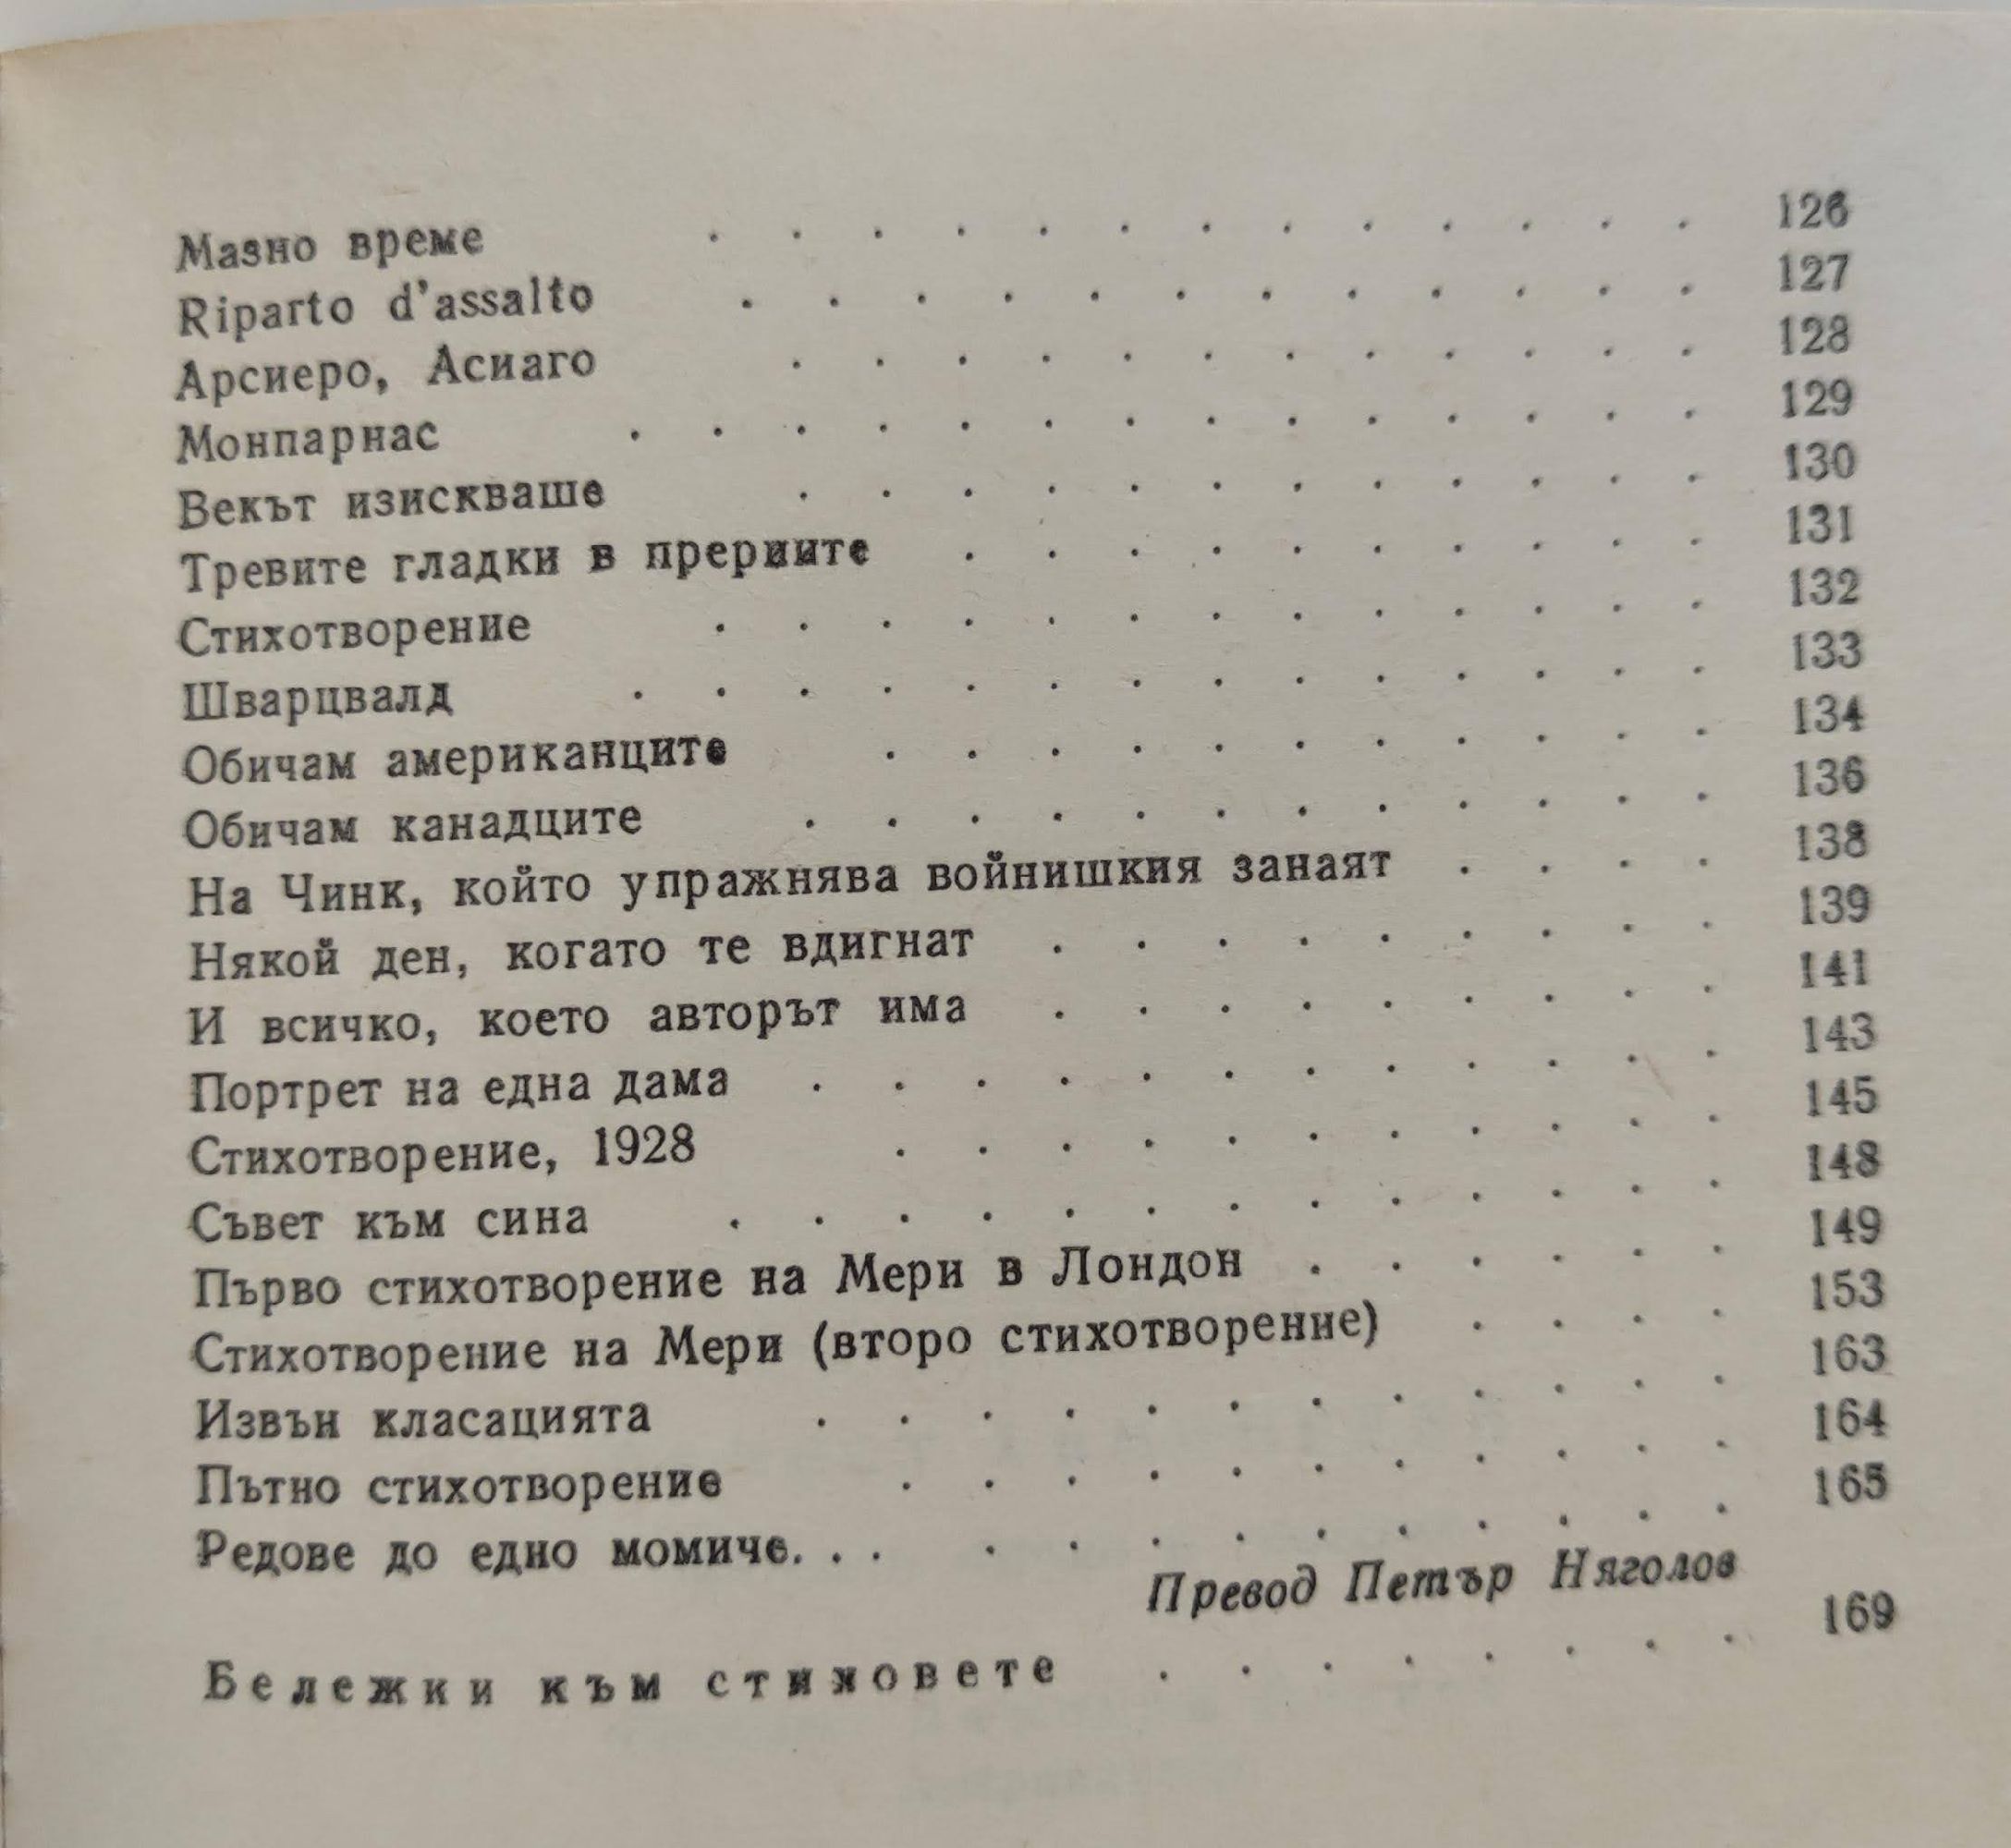 Мазно време . . . . . . . . . . . . . 126
Riparto d'assalto . . . . . . . . . . . . 127
Арсиеро, Асиаго . . . . . . . . . . . . 128
Монпарнас . . . . . . . . . . . . . . 129
Векът изискваше . . . . . . . . . . . . 130
Тревите гладки в прериите . . . . . . . . . . 131
Стихотворение . . . . . . . . . . . . . 132
Шварцвалд . . . . . . . . . . . . . . 133
Обичам американците . . . . . . . . . . . 134
Обичам канадците . . . . . . . . . . . . 136
На Чинк, който упражнява войнишкия занаят . . . . 138
Някой ден, когато те вдигнат . . . . . . . . . 139
И всичко, което авторът има . . . . . . . . . 141
Портрет на една дама . . . . . . . . . . . . 143
Стихотворение, 1928 . . . . . . . . . . . 145
Съвет към сина . . . . . . . . . . . . . 148
Първо стихотворение на Мери в Лондон . . . . . . 149
Стихотворение на Мери (второ стихотворение) . . . . 153
Извън класацията . . . . . . . . . . . . 163
Пътно стихотворение . . . . . . . . . . . 164
Редове до едно момиче. . . . . . . . . . . . . 165
Превод Петър Няголов
Бележки към стиховете . . . . . . . . 169